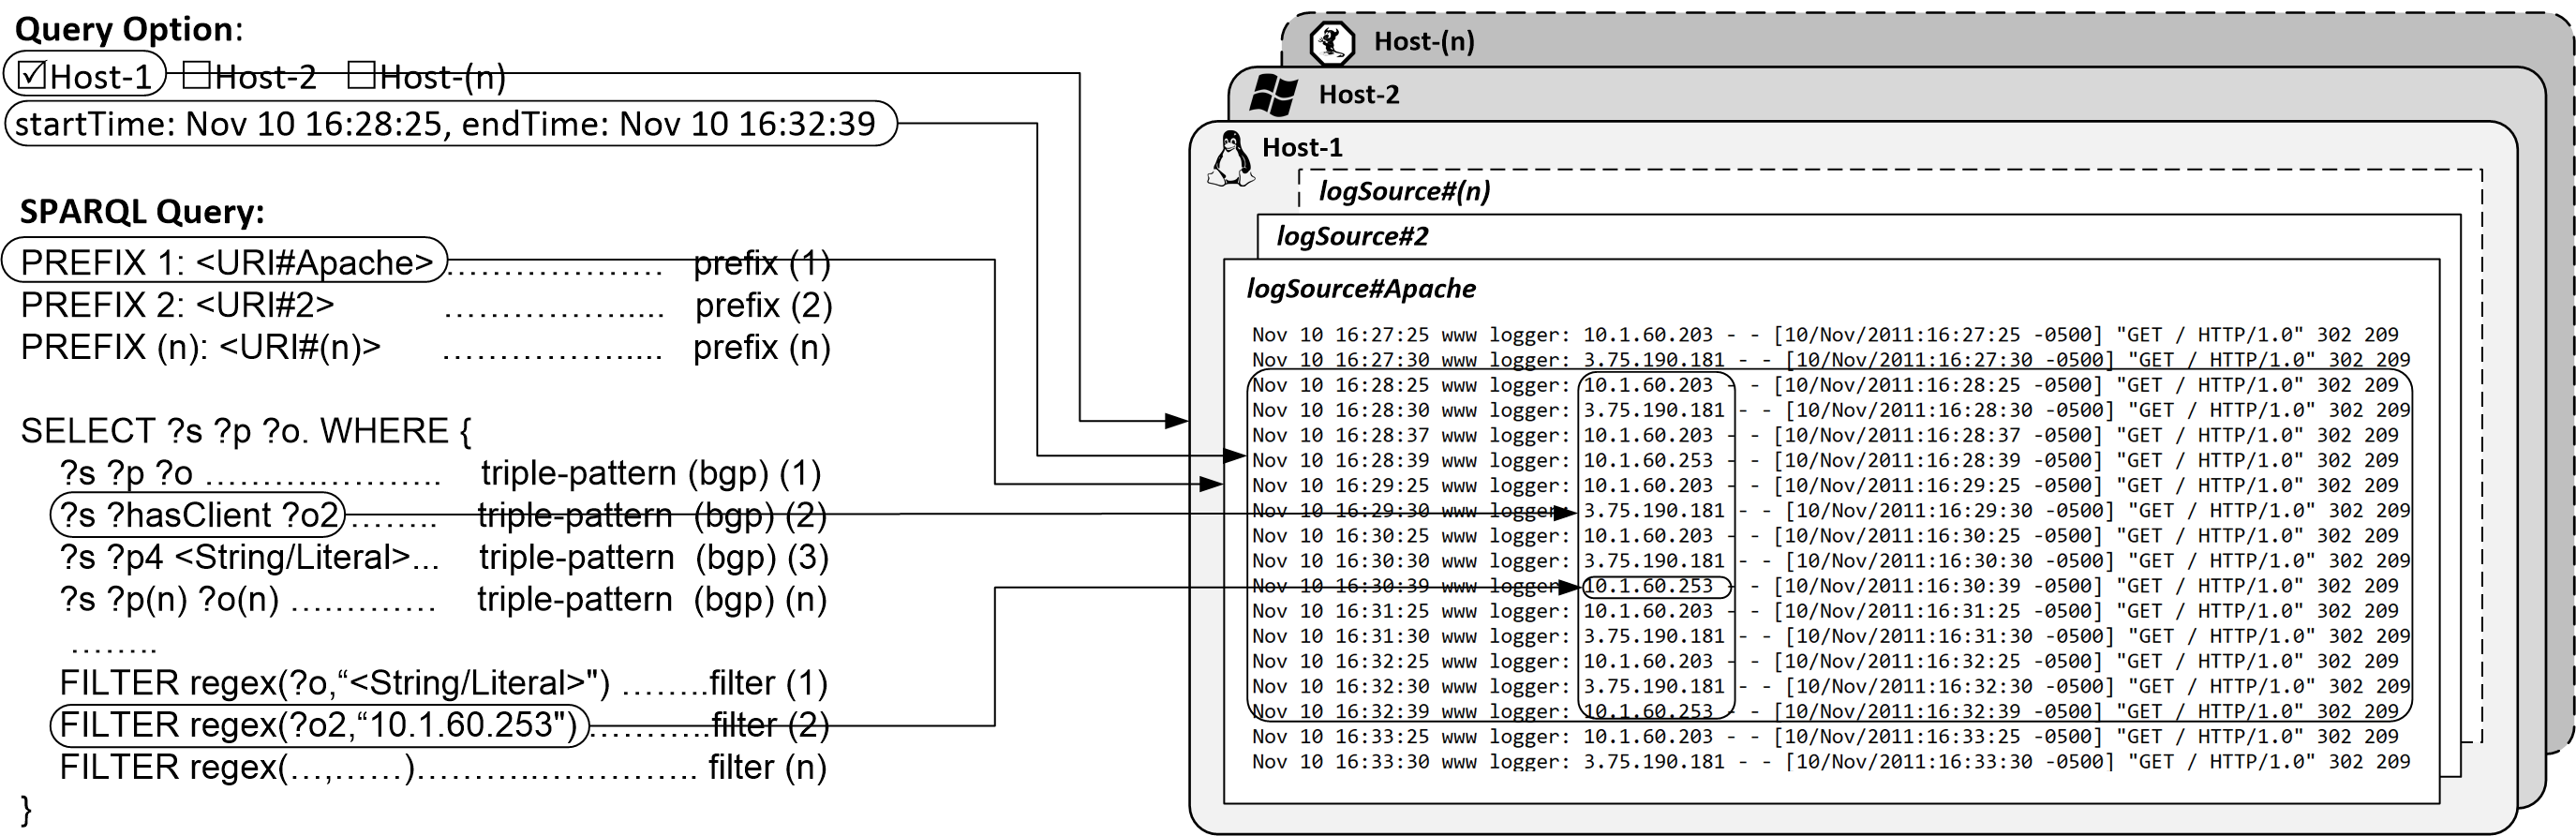 Query Option:
☑Host-1 ☐Host-2 ☐Host-(n)
startTime: Nov 10 16:28:25, endTime: Nov 10 16:32:39
SPARQL Query:
PREFIX 1: <URI#Apache> .................. prefix (1)
PREFIX 2: <URI#2> .................... prefix (2)
PREFIX (n): <URI#(n)> .................... prefix (n)
SELECT ?s ?p ?o. WHERE {
?s ?p ?o .................... triple-pattern (bgp) (1)
?s ?hasClient ?o2 ........ triple-pattern (bgp) (2)
?s ?p4 <String/Literal>... triple-pattern (bgp) (3)
?s ?p(n) ?o(n) ............. triple-pattern (bgp) (n)
........
FILTER regex(?o,“<String/Literal>") ........filter (1)
FILTER regex(?o2,“10.1.60.253")...........filter (2)
FILTER regex(...,......)........................... filter (n)
}
Host-(n)
Host-2
Host-1
logSource#(n)
logSource#2
logSource#Apache
Nov 10 16:27:25 www logger: 10.1.60.203 - - [10/Nov/2011:16:27:25 -0500] "GET / HTTP/1.0" 302 209
Nov 10 16:27:30 www logger: 3.75.190.181 - - [10/Nov/2011:16:27:30 -0500] "GET / HTTP/1.0" 302 209
Nov 10 16:28:25 www logger: 10.1.60.203 - - [10/Nov/2011:16:28:25 -0500] "GET / HTTP/1.0" 302 209
Nov 10 16:28:30 www logger: 3.75.190.181 - - [10/Nov/2011:16:28:30 -0500] "GET / HTTP/1.0" 302 209
Nov 10 16:28:37 www logger: 10.1.60.203 - - [10/Nov/2011:16:28:37 -0500] "GET / HTTP/1.0" 302 209
Nov 10 16:28:39 www logger: 10.1.60.253 - - [10/Nov/2011:16:28:39 -0500] "GET / HTTP/1.0" 302 209
Nov 10 16:29:25 www logger: 10.1.60.203 - - [10/Nov/2011:16:29:25 -0500] "GET / HTTP/1.0" 302 209
Nov 10 16:29:30 www logger: 3.75.190.181 - - [10/Nov/2011:16:29:30 -0500] "GET / HTTP/1.0" 302 209
Nov 10 16:30:25 www logger: 10.1.60.203 - - [10/Nov/2011:16:30:25 -0500] "GET / HTTP/1.0" 302 209
Nov 10 16:30:30 www logger: 3.75.190.181 - - [10/Nov/2011:16:30:30 -0500] "GET / HTTP/1.0" 302 209
Nov 10 16:30:39 www logger: 10.1.60.253 - - [10/Nov/2011:16:30:39 -0500] "GET / HTTP/1.0" 302 209
Nov 10 16:31:25 www logger: 10.1.60.203 - - [10/Nov/2011:16:31:25 -0500] "GET / HTTP/1.0" 302 209
Nov 10 16:31:30 www logger: 3.75.190.181 - - [10/Nov/2011:16:31:30 -0500] "GET / HTTP/1.0" 302 209
Nov 10 16:32:25 www logger: 10.1.60.203 - - [10/Nov/2011:16:32:25 -0500] "GET / HTTP/1.0" 302 209
Nov 10 16:32:30 www logger: 3.75.190.181 - - [10/Nov/2011:16:32:30 -0500] "GET / HTTP/1.0" 302 209
Nov 10 16:32:39 www logger: 10.1.60.253 - - [10/Nov/2011:16:32:39 -0500] "GET / HTTP/1.0" 302 209
Nov 10 16:33:25 www logger: 10.1.60.203 - - [10/Nov/2011:16:33:25 -0500] "GET / HTTP/1.0" 302 209
Nov 10 16:33:30 www logger: 3.75.190.181 - - [10/Nov/2011:16:33:30 -0500] "GET / HTTP/1.0" 302 209